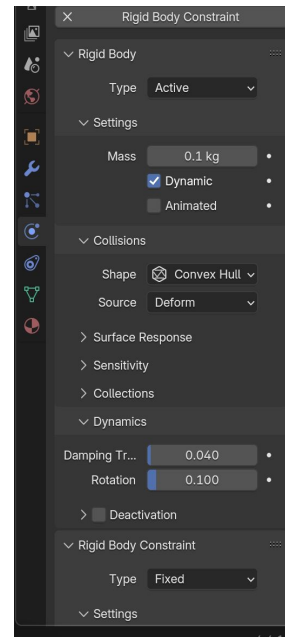 Rigid Body Constraint
Rigid Body
Type Active
Settings
Mass 0.1 kg
Dynamic
Animated
Collisions
Shape Convex Hull
Source Deform
Surface Response
Sensitivity
Collections
Dynamics
Damping Tr... 0.040
Rotation 0.100
Deactivation
Rigid Body Constraint
Type Fixed
Settings